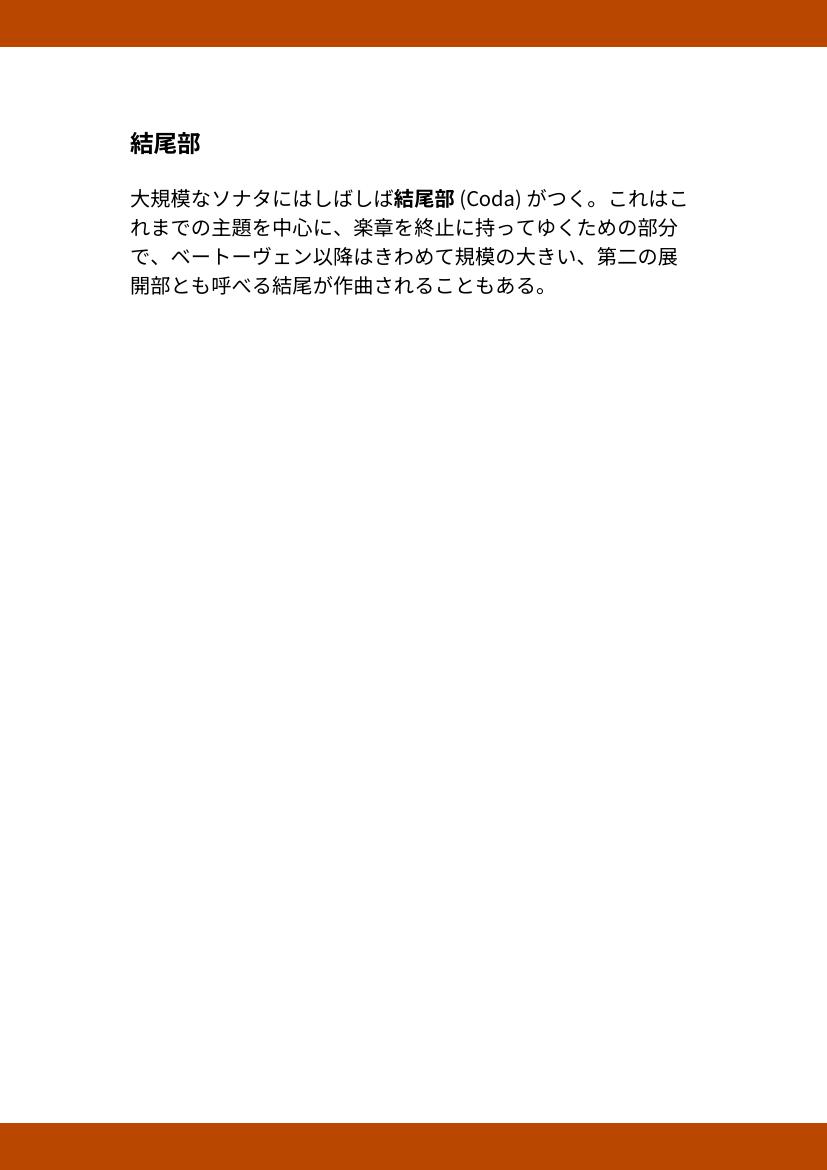 結尾部
大規模なソナタにはしばしば結尾部 (Coda) がつく。これはこ
れまでの主題を中心に、楽章を終止に持ってゆくための部分
で、ベートーヴェン以降はきわめて規模の大きい、第二の展
開部とも呼べる結尾が作曲されることもある。